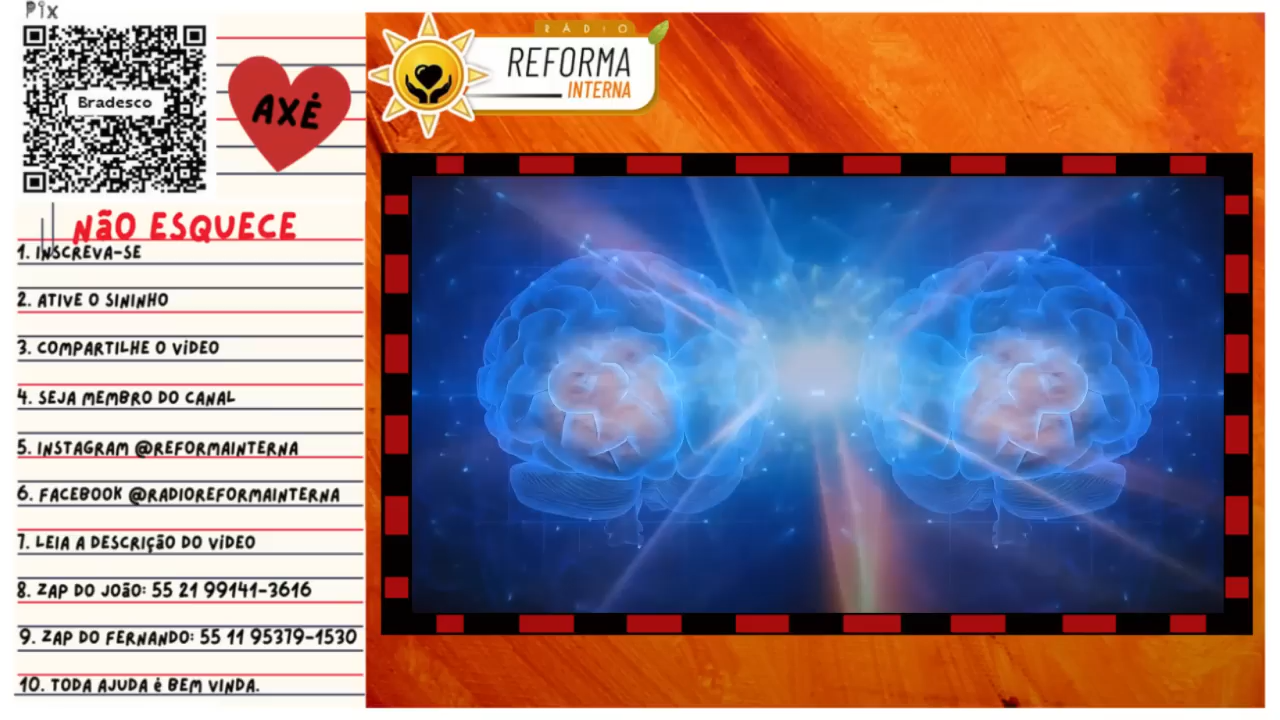 Pix
Bradesco
AXÉ
NÃO ESQUECE
1. INSCREVA-SE
2. ATIVE O SININHO
3. COMPARTILHE O VÍDEO
4. SEJA MEMBRO DO CANAL
5. INSTAGRAM @REFORMAINTERNA
6. FACEBOOK @RADIOREFORMAINTERNA
7. LEIA A DESCRIÇÃO DO VÍDEO
8. ZAP DO JOÃO: 55 21 99141-3616
9. ZAP DO FERNANDO: 55 11 95379-1530
10. TODA AJUDA É BEM VINDA.
RÁDIO
REFORMA
INTERNA